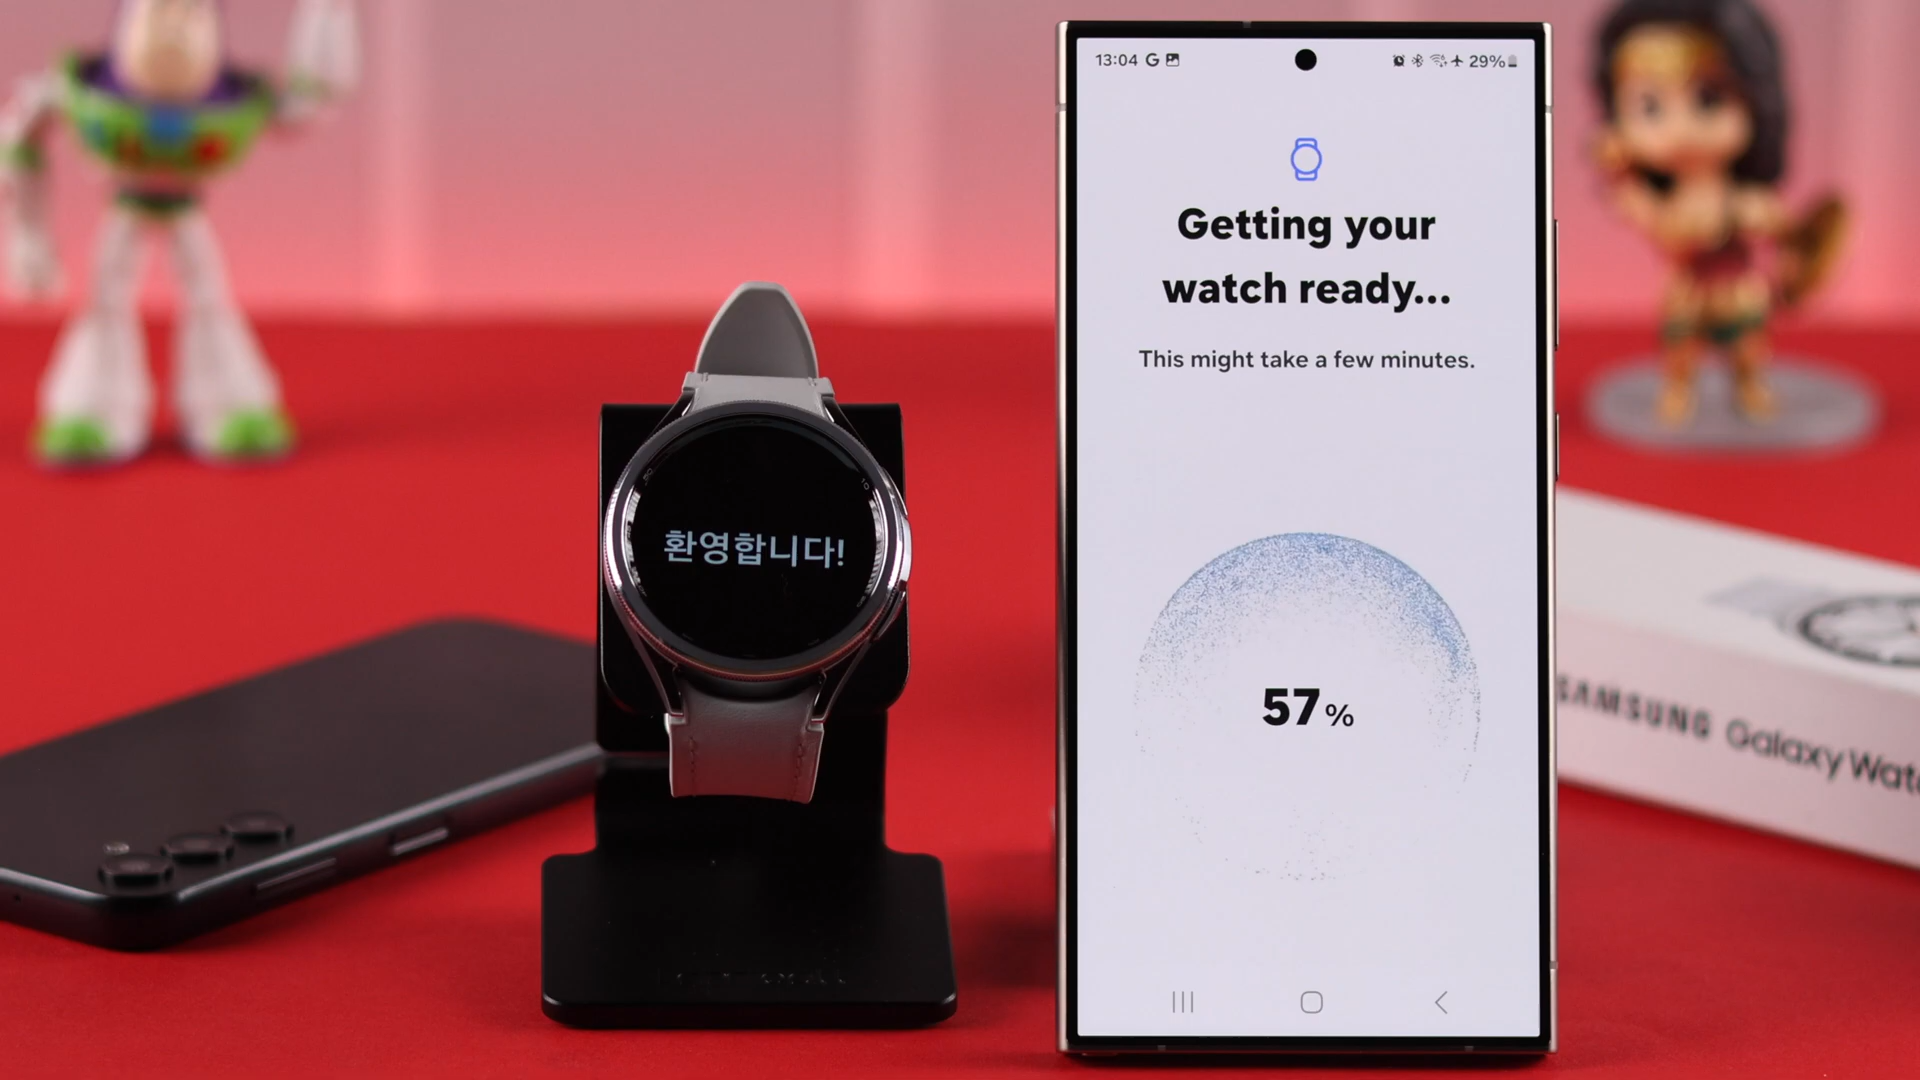 환영합니다!
13:04
29%
Getting your
watch ready...
This might take a few minutes.
57%
SAMSUNG Galaxy